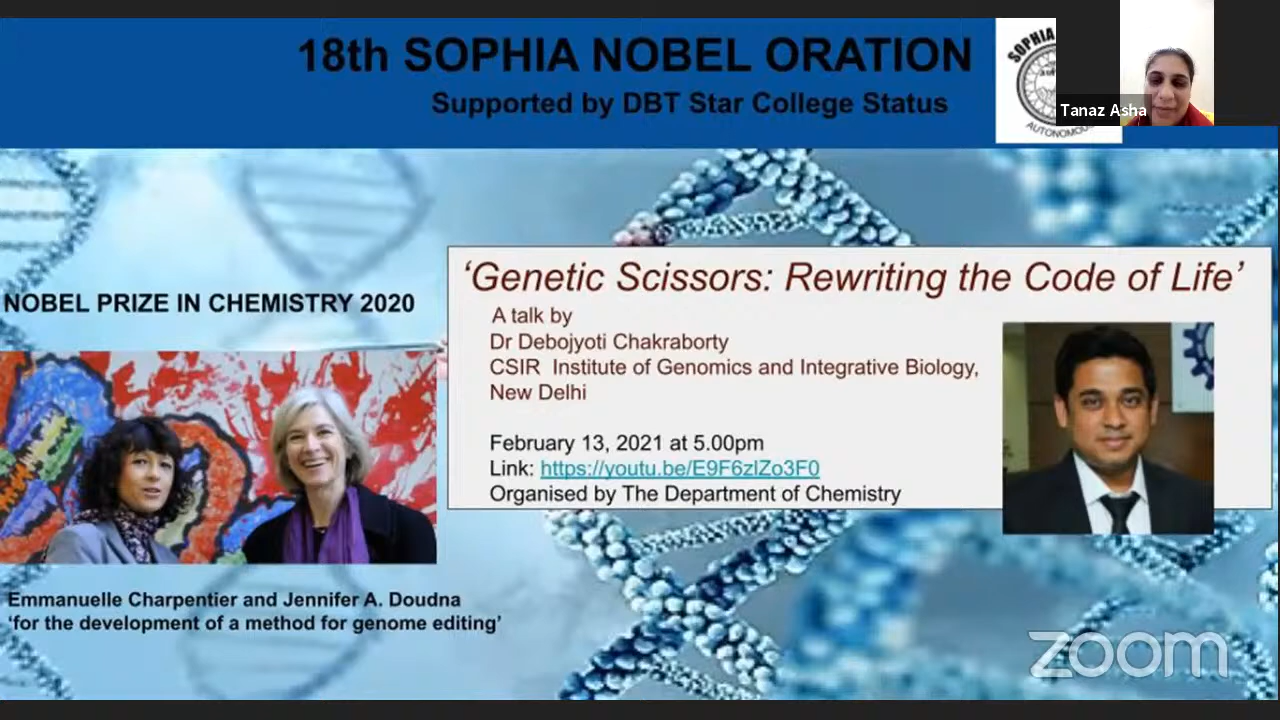 18th SOPHIA NOBEL ORATION
Supported by DBT Star College Status
SOPHIA
AUTONOMOUS
Tanaz Asha
'Genetic Scissors: Rewriting the Code of Life'
A talk by
Dr Debojyoti Chakraborty
CSIR Institute of Genomics and Integrative Biology,
New Delhi
February 13, 2021 at 5.00pm
Link: https://youtu.be/E9F6zlZo3F0
Organised by The Department of Chemistry
NOBEL PRIZE IN CHEMISTRY 2020
Emmanuelle Charpentier and Jennifer A. Doudna
'for the development of a method for genome editing'
zoom